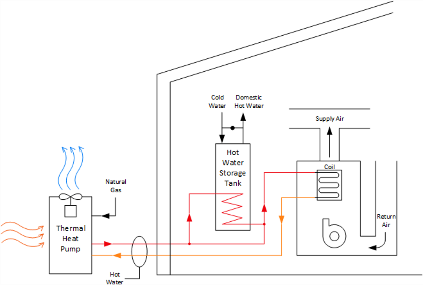 Cold
Water
Domestic
Hot Water
Supply Air
Hot
Water
Storage
Tank
Coil
Natural
Gas
Thermal
Heat
Pump
Return
Air
Hot
Water